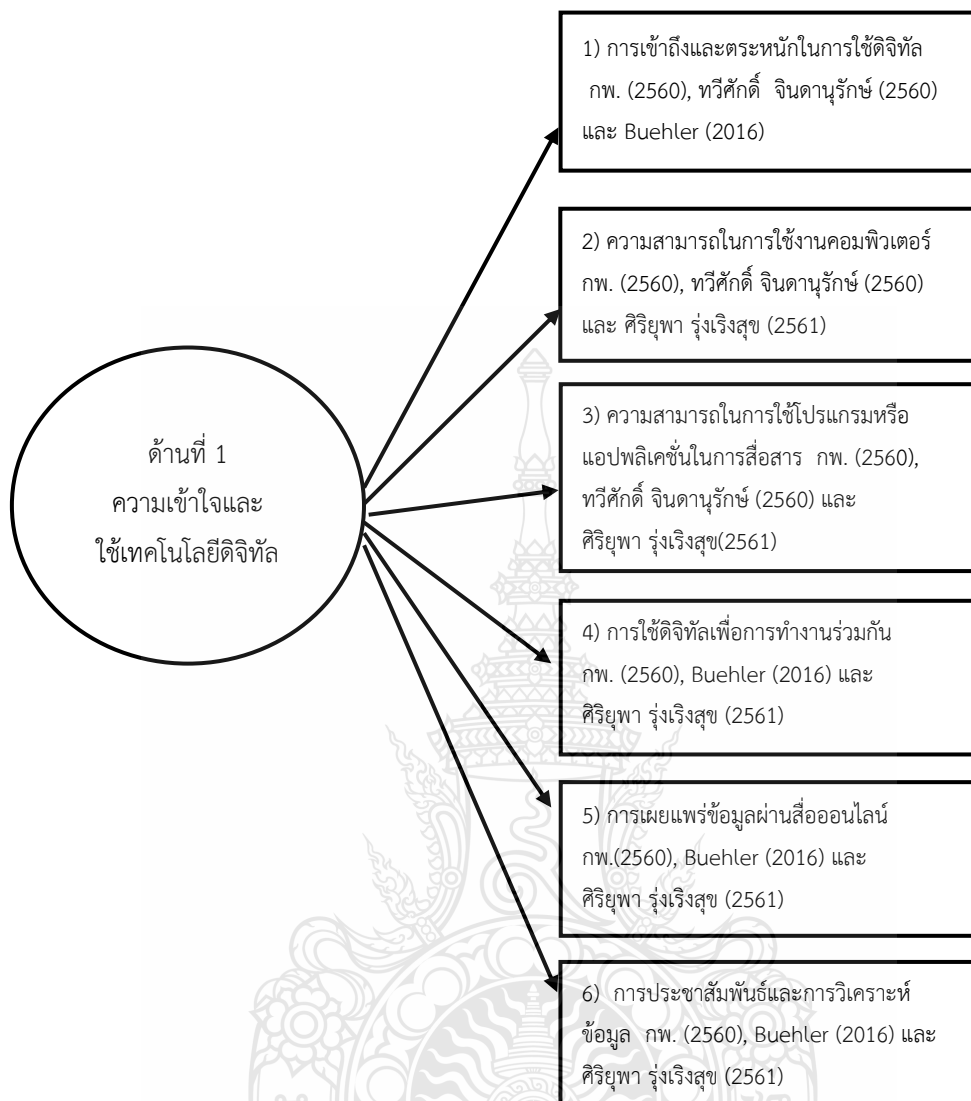 1) การเข้าถึงและตระหนักในการใช้ดิจิทัล
กพ. (2560), ทวีศักดิ์ จินดานุรักษ์ (2560)
และ Buehler (2016)
2) ความสามารถในการใช้งานคอมพิวเตอร์
กพ. (2560), ทวีศักดิ์ จินดานุรักษ์ (2560)
และ ศิริยุพา รุ่งเริงสุข (2561)
ด้านที่ 1
ความเข้าใจและ
ใช้เทคโนโลยีดิจิทัล
3) ความสามารถในการใช้โปรแกรมหรือ
แอปพลิเคชั่นในการสื่อสาร กพ. (2560),
ทวีศักดิ์ จินดานุรักษ์ (2560) และ
ศิริยุพา รุ่งเริงสุข(2561)
4) การใช้ดิจิทัลเพื่อการทำงานร่วมกัน
กพ. (2560), Buehler (2016) และ
ศิริยุพา รุ่งเริงสุข (2561)
5) การเผยแพร่ข้อมูลผ่านสื่อออนไลน์
กพ.(2560), Buehler (2016) และ
ศิริยุพา รุ่งเริงสุข (2561)
6) การประชาสัมพันธ์และการวิเคราะห์
ข้อมูล กพ. (2560), Buehler (2016) และ
ศิริยุพา รุ่งเริงสุข (2561)